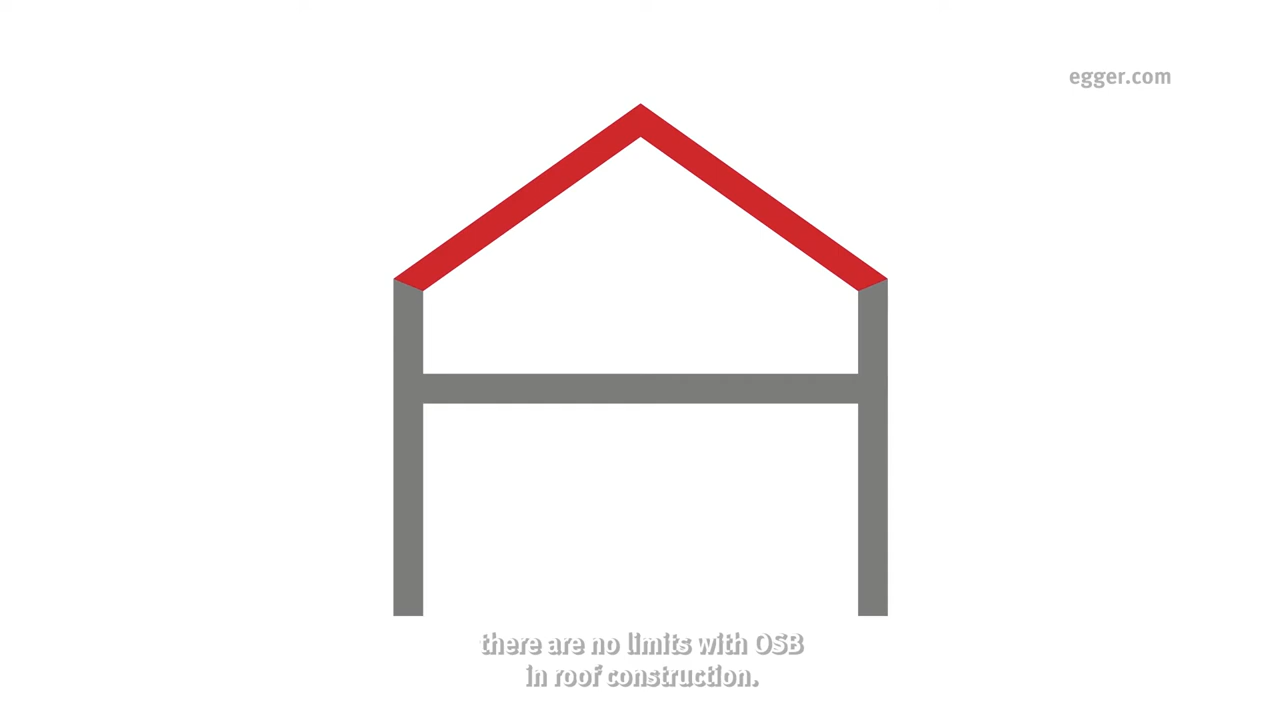 egger.com
there are no limits with OSB
in roof construction.